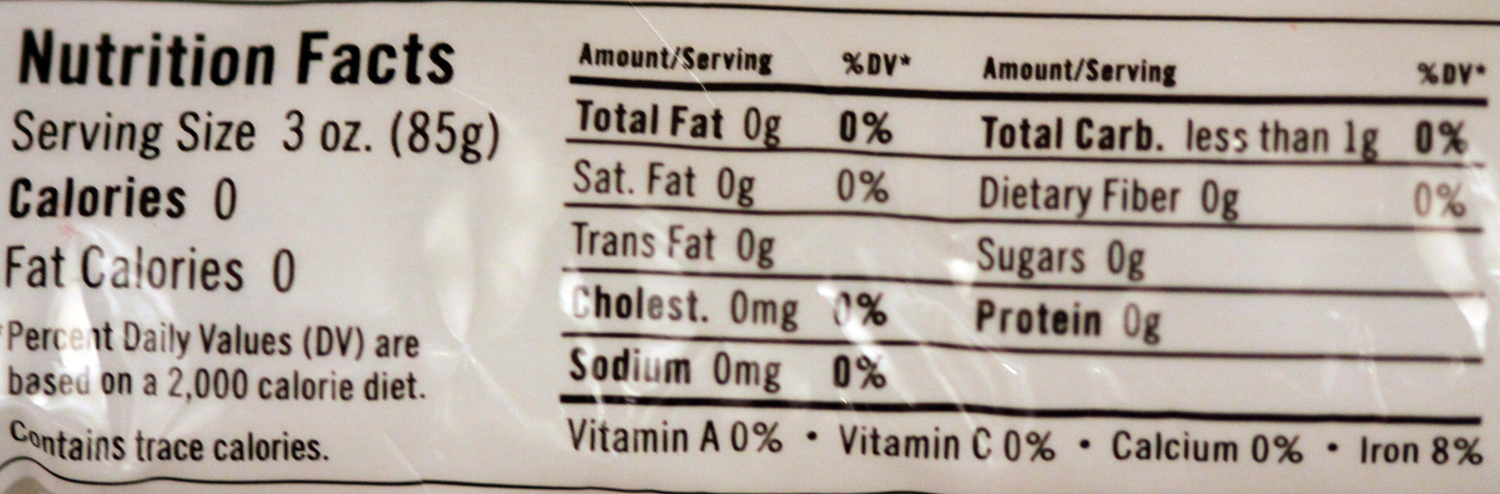 Nutrition Facts
Serving Size 3 oz. (85g)
Calories 0
Fat Calories 0
*Percent Daily Values (DV) are
based on a 2,000 calorie diet.
Contains trace calories.
Amount/Serving %DV* Amount/Serving %DV*
Total Fat 0g 0% Total Carb. less than 1g 0%
Sat. Fat 0g 0% Dietary Fiber 0g 0%
Trans Fat 0g Sugars 0g
Cholest. 0mg 0% Protein 0g
Sodium 0mg 0%
Vitamin A 0% • Vitamin C 0% • Calcium 0% • Iron 8%